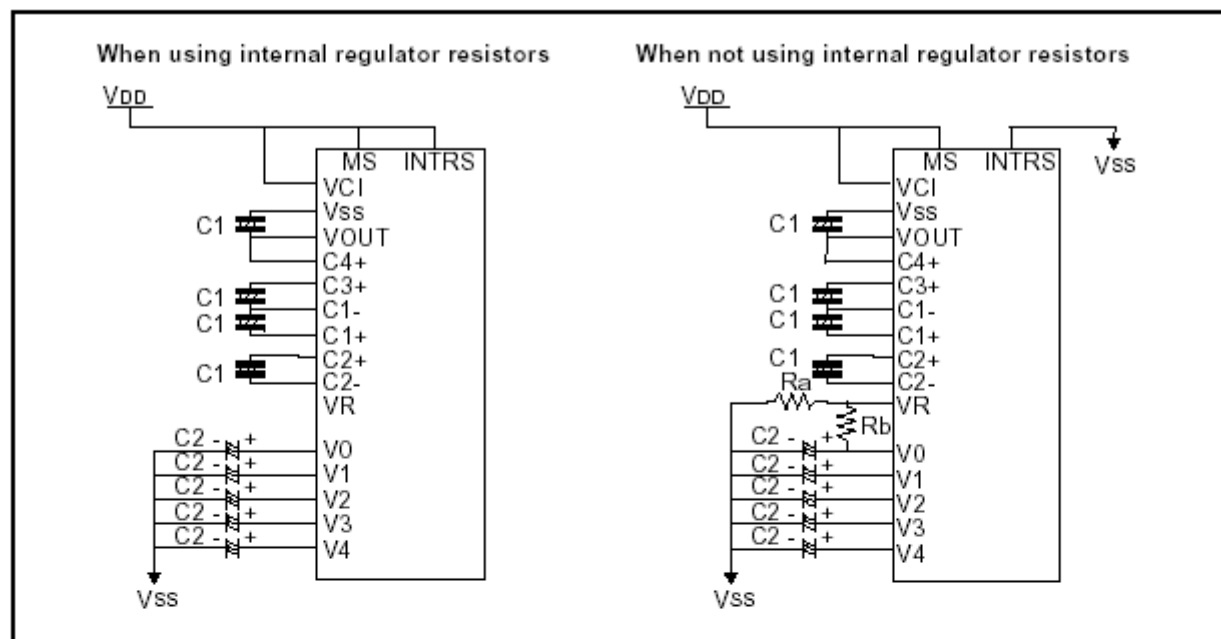 When using internal regulator resistors
VDD
MS INTRS
VCI
Vss
C1
VOUT
C4+
C3+
C1
C1-
C1
C1+
C2+
C1
C2-
VR
C2 - + V0
C2 - + V1
C2 - + V2
C2 - + V3
C2 - + V4
Vss
When not using internal regulator resistors
VDD
MS INTRS
Vss
VCI
Vss
C1
VOUT
C4+
C3+
C1
C1-
C1
C1+
C1
C2+
C2-
Ra
VR
Rb
C2 - + V0
C2 - + V1
C2 - + V2
C2 - + V3
C2 - + V4
Vss